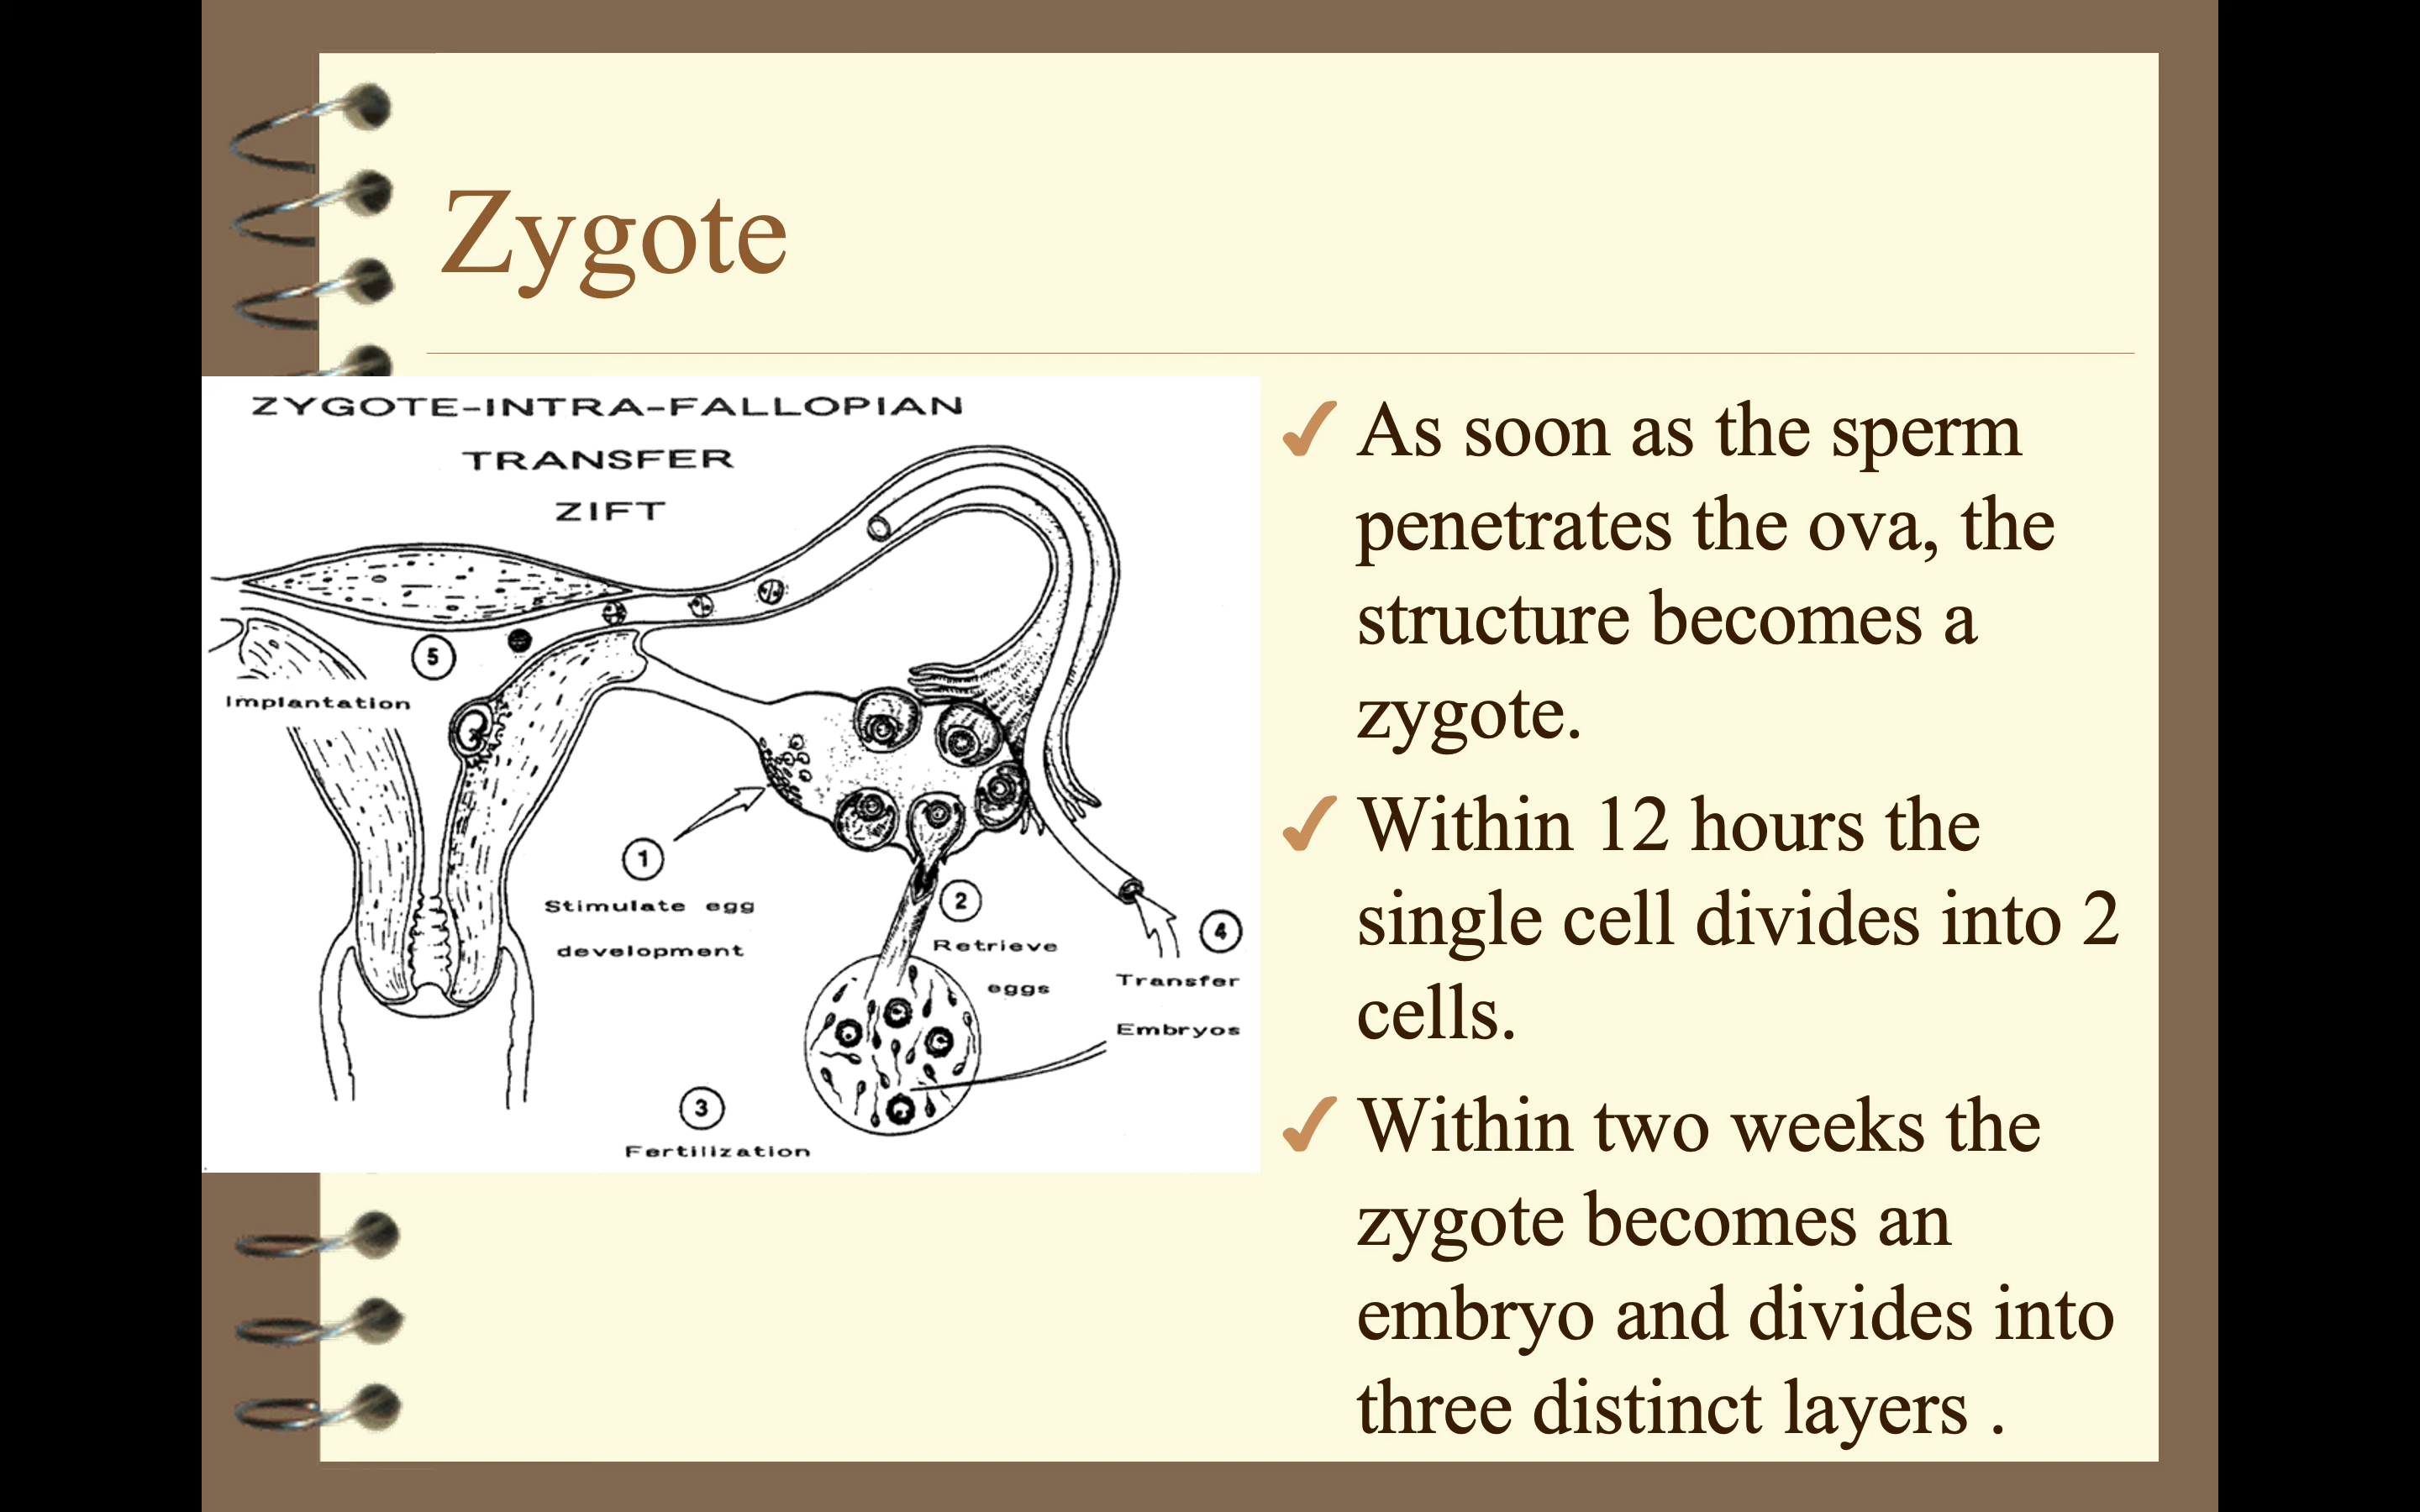 Zygote
ZYGOTE-INTRA-FALLOPIAN
TRANSFER
ZIFT
5
Implantation
1
Stimulate egg
development
2
Retrieve
eggs
4
Transfer
Embryos
3
Fertilization
✓ As soon as the sperm
penetrates the ova, the
structure becomes a
zygote.
✓ Within 12 hours the
single cell divides into 2
cells.
✓ Within two weeks the
zygote becomes an
embryo and divides into
three distinct layers .